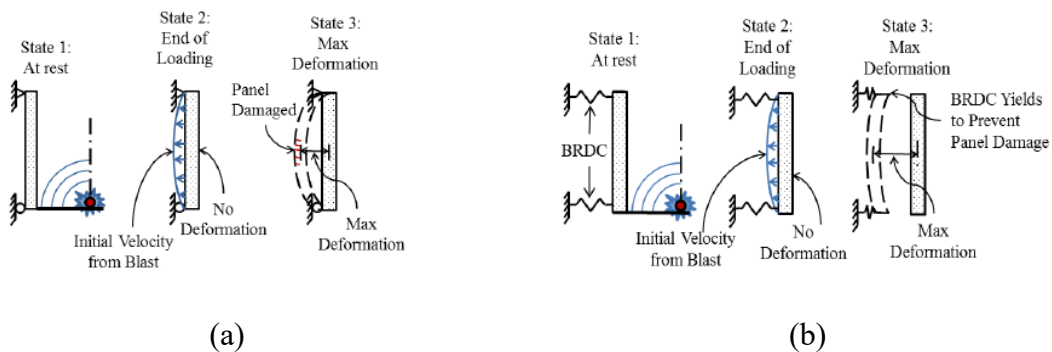 State 1:
At rest
State 2:
End of
Loading
State 3:
Max
Deformation
Panel
Damaged
Initial Velocity
from Blast
No
Deformation
Max
Deformation
(a)
State 1:
At rest
State 2:
End of
Loading
State 3:
Max
Deformation
BRDC
BRDC Yields
to Prevent
Panel Damage
Initial Velocity
from Blast
No
Deformation
Max
Deformation
(b)